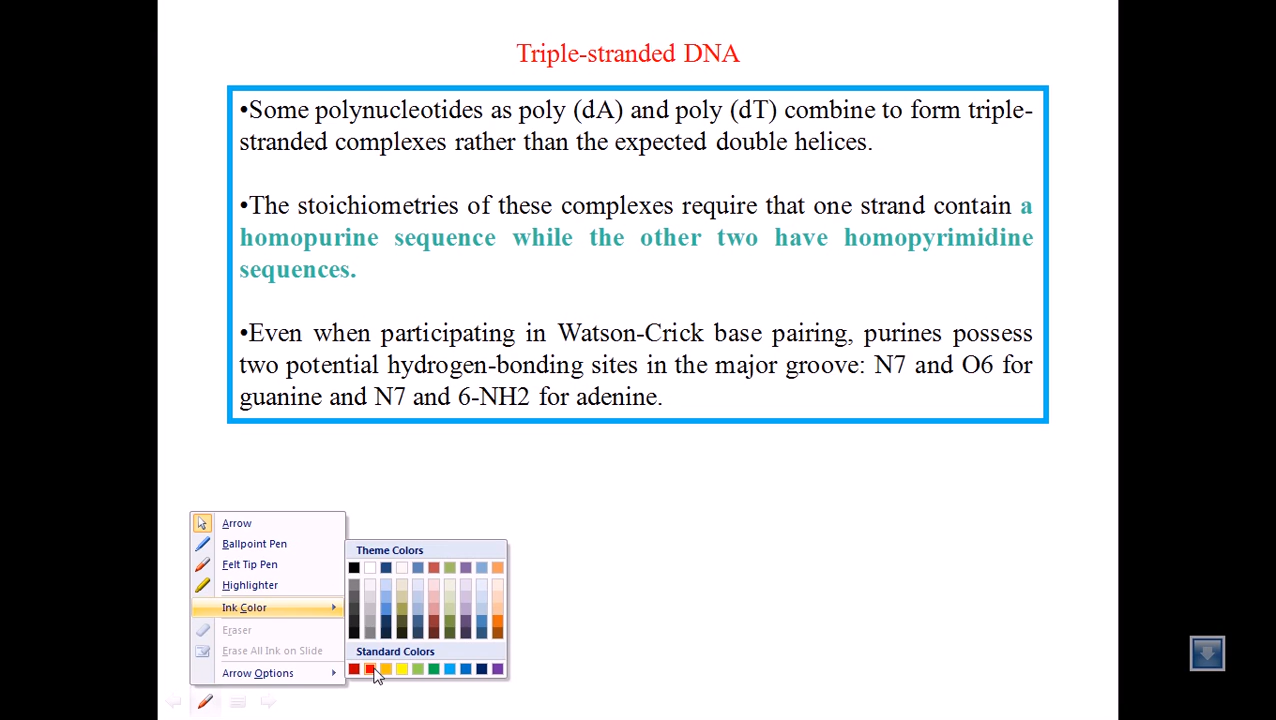 Triple-stranded DNA
•Some polynucleotides as poly (dA) and poly (dT) combine to form triple-
stranded complexes rather than the expected double helices.
•The stoichiometries of these complexes require that one strand contain a
homopurine sequence while the other two have homopyrimidine
sequences.
•Even when participating in Watson-Crick base pairing, purines possess
two potential hydrogen-bonding sites in the major groove: N7 and O6 for
guanine and N7 and 6-NH2 for adenine.
Arrow
Ballpoint Pen
Felt Tip Pen
Highlighter
Ink Color
Eraser
Erase All Ink on Slide
Arrow Options
Theme Colors
Standard Colors